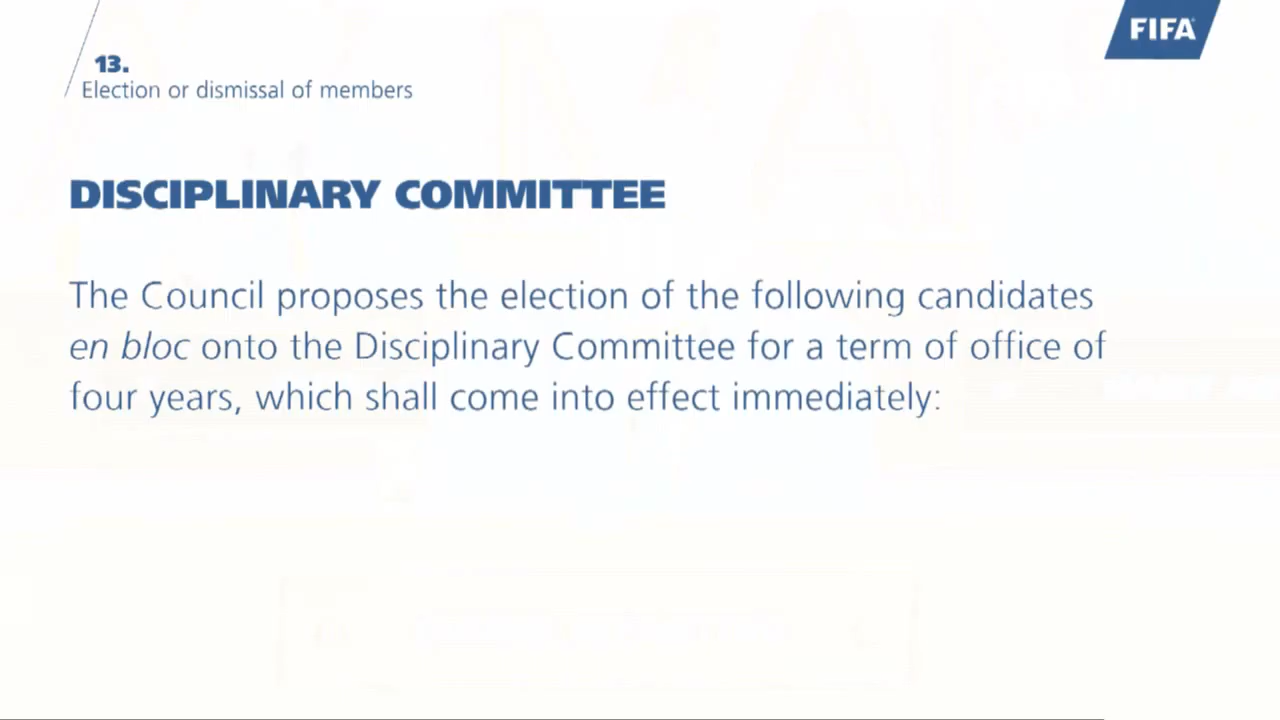 FIFA
13.
Election or dismissal of members
DISCIPLINARY COMMITTEE
The Council proposes the election of the following candidates
en bloc onto the Disciplinary Committee for a term of office of
four years, which shall come into effect immediately: